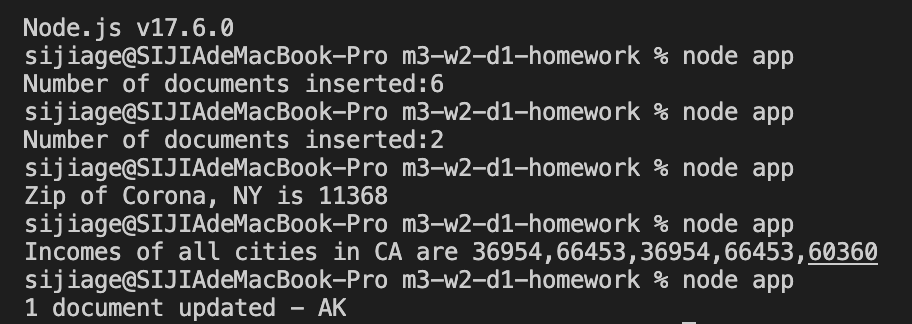 Node.js v17.6.0
sijiage@SIJIAdeMacBook-Pro m3-w2-d1-homework % node app
Number of documents inserted:6
sijiage@SIJIAdeMacBook-Pro m3-w2-d1-homework % node app
Number of documents inserted:2
sijiage@SIJIAdeMacBook-Pro m3-w2-d1-homework % node app
Zip of Corona, NY is 11368
sijiage@SIJIAdeMacBook-Pro m3-w2-d1-homework % node app
Incomes of all cities in CA are 36954,66453,36954,66453,60360
sijiage@SIJIAdeMacBook-Pro m3-w2-d1-homework % node app
1 document updated - AK